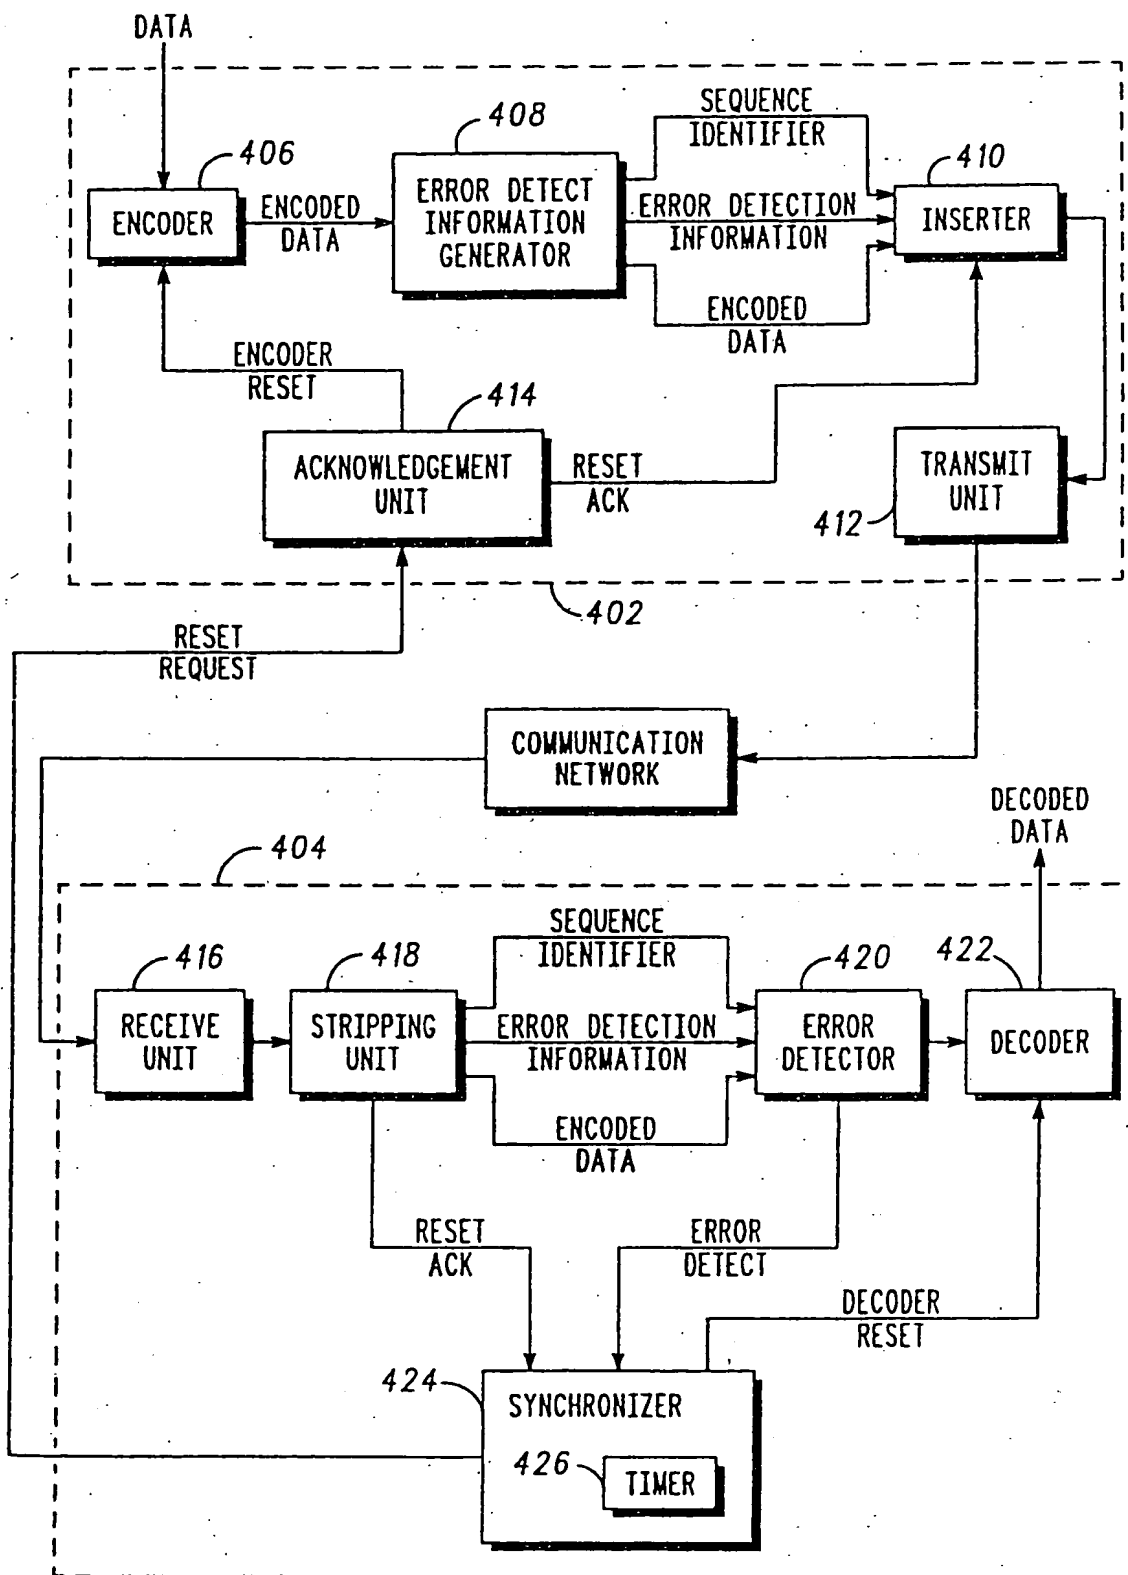 DATA
406
408
SEQUENCE
IDENTIFIER
410
ENCODER
ENCODED
DATA
ERROR DETECT
INFORMATION
GENERATOR
ERROR DETECTION
INFORMATION
INSERTER
ENCODED
DATA
ENCODER
RESET
414
ACKNOWLEDGEMENT
UNIT
RESET
ACK
TRANSMIT
UNIT
412
402
RESET
REQUEST
COMMUNICATION
NETWORK
DECODED
DATA
404
SEQUENCE
IDENTIFIER
416
418
420
422
RECEIVE
UNIT
STRIPPING
UNIT
ERROR DETECTION
INFORMATION
ERROR
DETECTOR
DECODER
ENCODED
DATA
RESET
ACK
ERROR
DETECT
DECODER
RESET
424
SYNCHRONIZER
426
TIMER